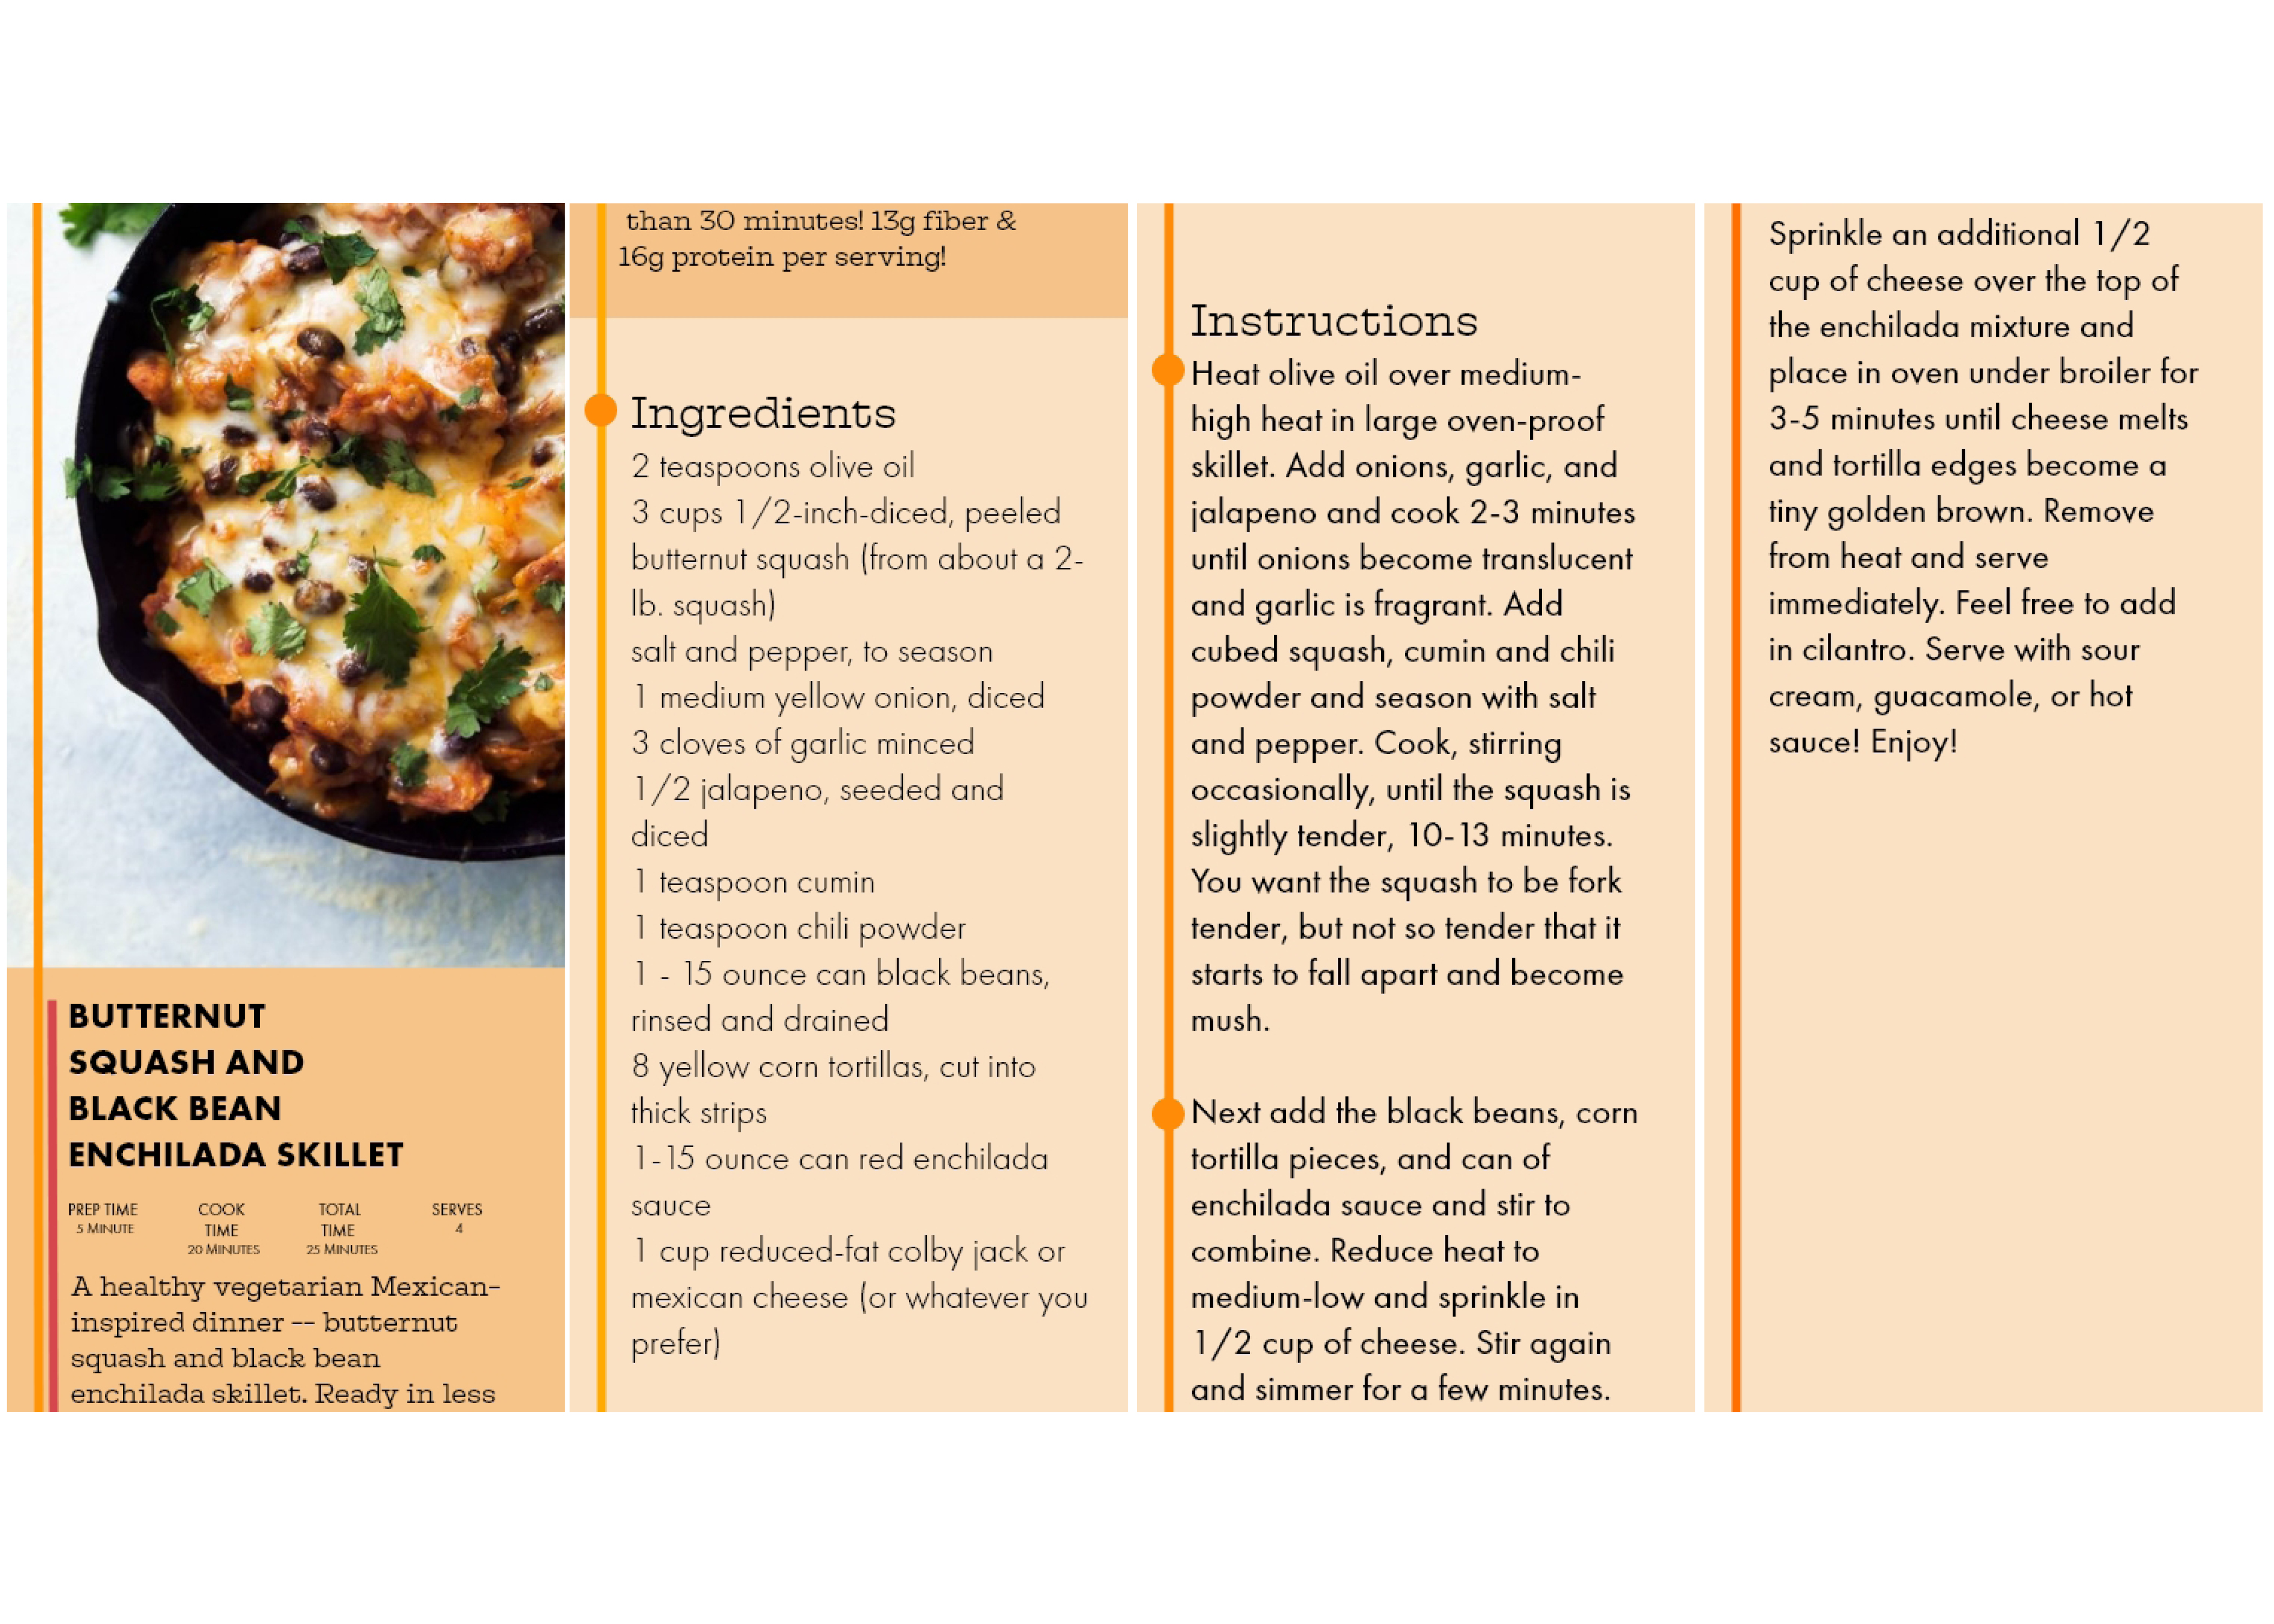 BUTTERNUT
SQUASH AND
BLACK BEAN
ENCHILADA SKILLET
PREP TIME
5 MINUTE
COOK
TIME
20 MINUTES
TOTAL
TIME
25 MINUTES
SERVES
4
A healthy vegetarian Mexican-
inspired dinner -- butternut
squash and black bean
enchilada skillet. Ready in less
than 30 minutes! 13g fiber &
16g protein per serving!
Ingredients
2 teaspoons olive oil
3 cups 1/2-inch-diced, peeled
butternut squash (from about a 2-
lb. squash)
salt and pepper, to season
1 medium yellow onion, diced
3 cloves of garlic minced
1/2 jalapeno, seeded and
diced
1 teaspoon cumin
1 teaspoon chili powder
1 - 15 ounce can black beans,
rinsed and drained
8 yellow corn tortillas, cut into
thick strips
1-15 ounce can red enchilada
sauce
1 cup reduced-fat colby jack or
mexican cheese (or whatever you
prefer)
Instructions
Heat olive oil over medium-
high heat in large oven-proof
skillet. Add onions, garlic, and
jalapeno and cook 2-3 minutes
until onions become translucent
and garlic is fragrant. Add
cubed squash, cumin and chili
powder and season with salt
and pepper. Cook, stirring
occasionally, until the squash is
slightly tender, 10-13 minutes.
You want the squash to be fork
tender, but not so tender that it
starts to fall apart and become
mush.
Next add the black beans, corn
tortilla pieces, and can of
enchilada sauce and stir to
combine. Reduce heat to
medium-low and sprinkle in
1/2 cup of cheese. Stir again
and simmer for a few minutes.
Sprinkle an additional 1/2
cup of cheese over the top of
the enchilada mixture and
place in oven under broiler for
3-5 minutes until cheese melts
and tortilla edges become a
tiny golden brown. Remove
from heat and serve
immediately. Feel free to add
in cilantro. Serve with sour
cream, guacamole, or hot
sauce! Enjoy!